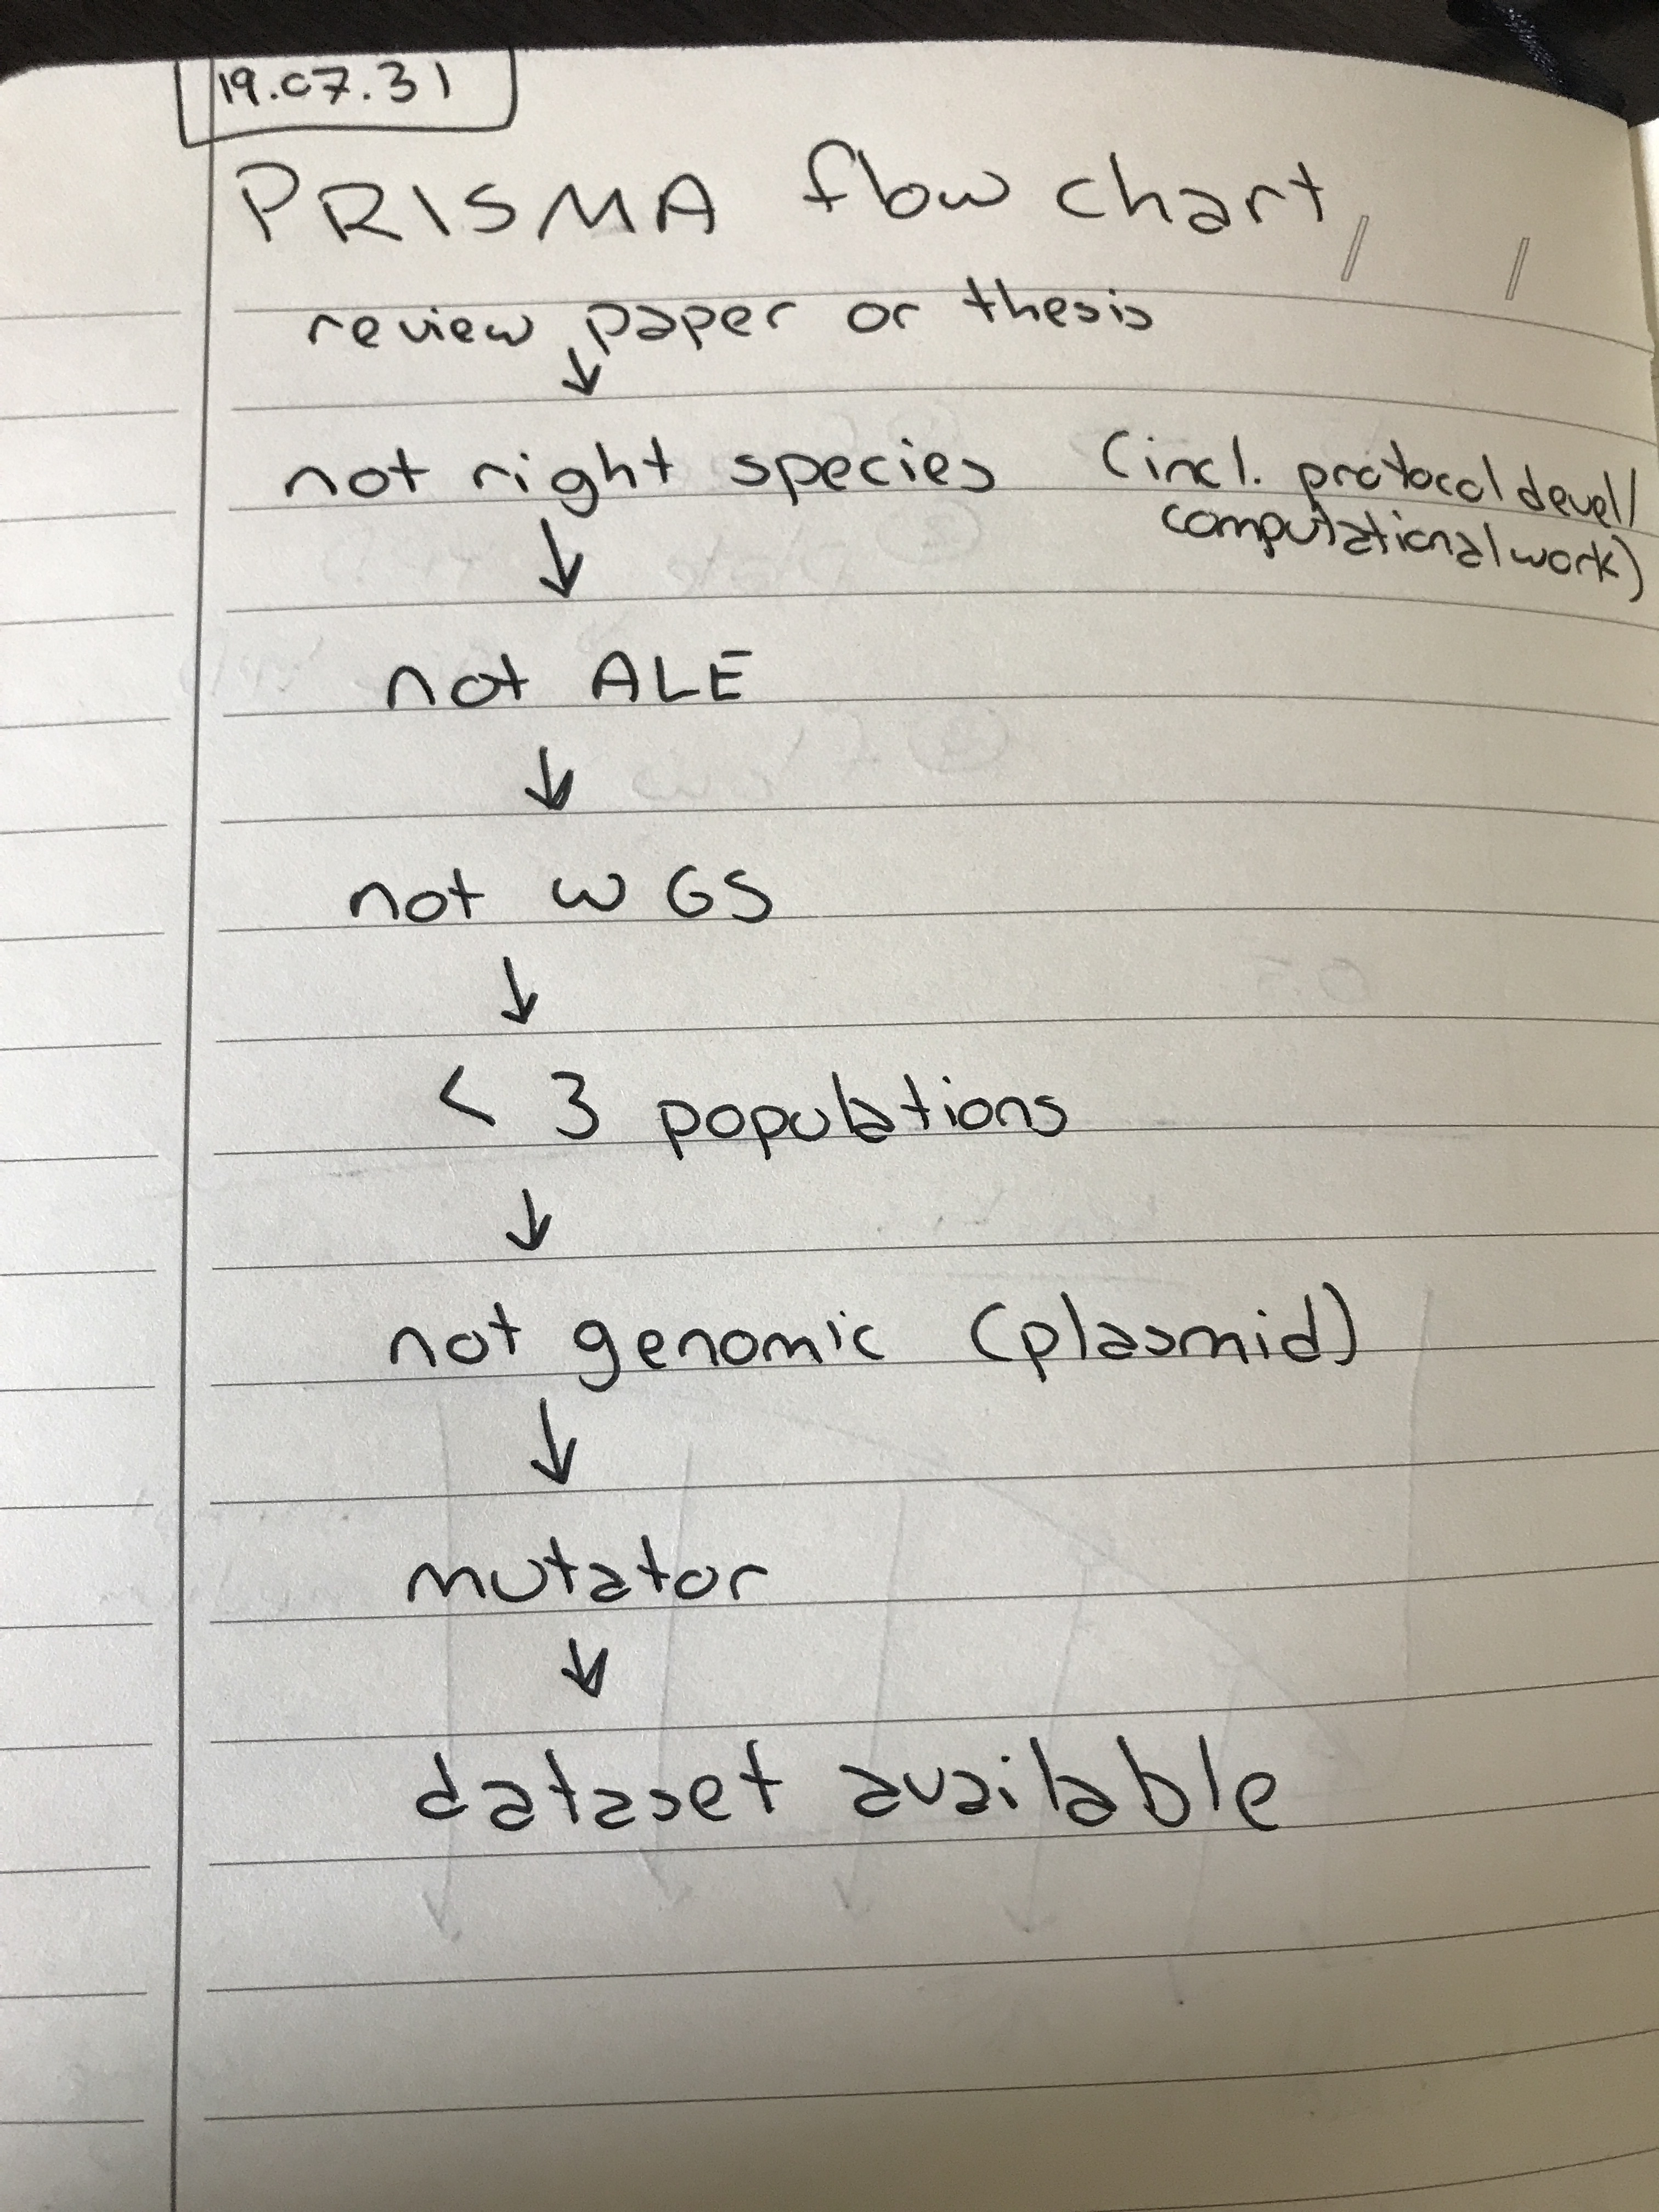 19.07.31
PRISMA flow chart
review paper or thesis
↓
not right species (incl. protocol devel/
computational work)
↓
not ALE
↓
not WGS
↓
< 3 populations
↓
not genomic (plasmid)
↓
mutator
↓
dataset available